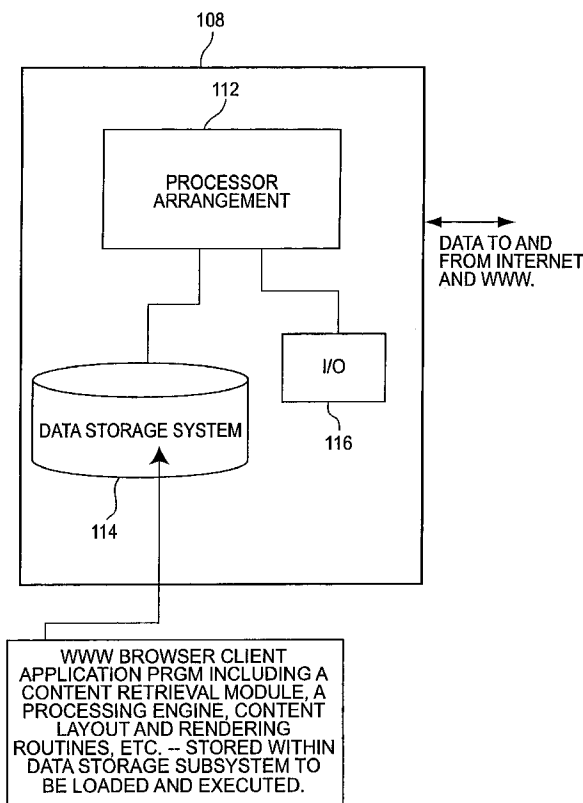 108
112
PROCESSOR
ARRANGEMENT
DATA TO AND
FROM INTERNET
AND WWW.
I/O
116
DATA STORAGE SYSTEM
114
WWW BROWSER CLIENT
APPLICATION PRGM INCLUDING A
CONTENT RETRIEVAL MODULE, A
PROCESSING ENGINE, CONTENT
LAYOUT AND RENDERING
ROUTINES, ETC. -- STORED WITHIN
DATA STORAGE SUBSYSTEM TO
BE LOADED AND EXECUTED.